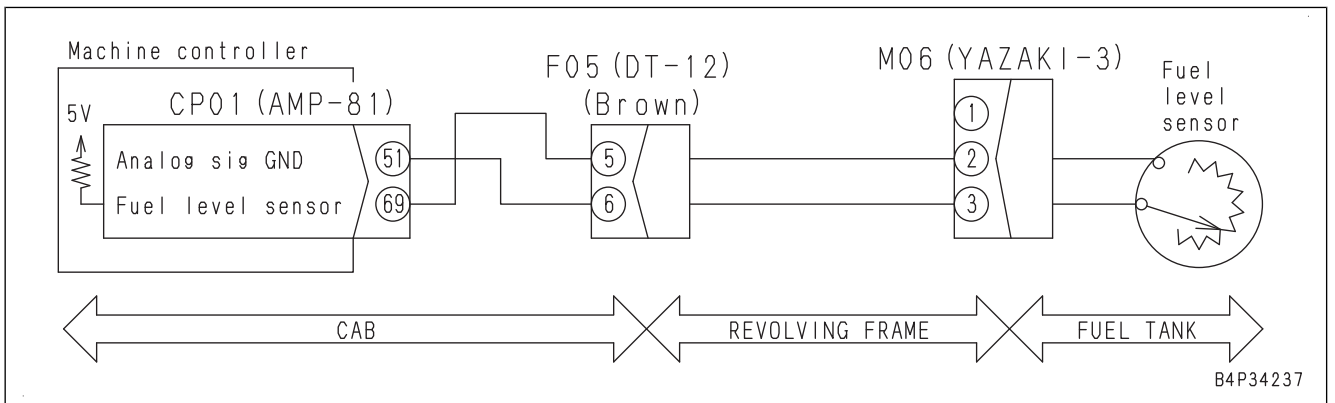 Machine controller
CP01 (AMP-81)
5V
Analog sig GND
51
Fuel level sensor
69
F05 (DT-12)
(Brown)
5
6
M06 (YAZAKI-3)
1
2
3
Fuel
level
sensor
CAB
REVOLVING FRAME
FUEL TANK
B4P34237